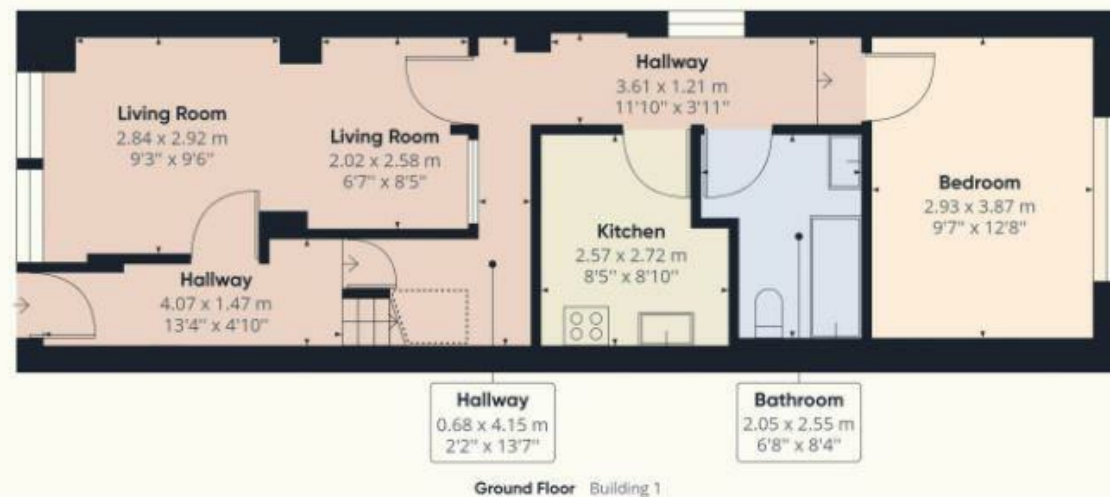 Living Room
2.84 x 2.92 m
9'3" x 9'6"
Living Room
2.02 x 2.58 m
6'7" x 8'5"
Hallway
3.61 x 1.21 m
11'10" x 3'11"
Kitchen
2.57 x 2.72 m
8'5" x 8'10"
Bedroom
2.93 x 3.87 m
9'7" x 12'8"
Hallway
4.07 x 1.47 m
13'4" x 4'10"
Hallway
0.68 x 4.15 m
2'2" x 13'7"
Bathroom
2.05 x 2.55 m
6'8" x 8'4"
Ground Floor Building 1